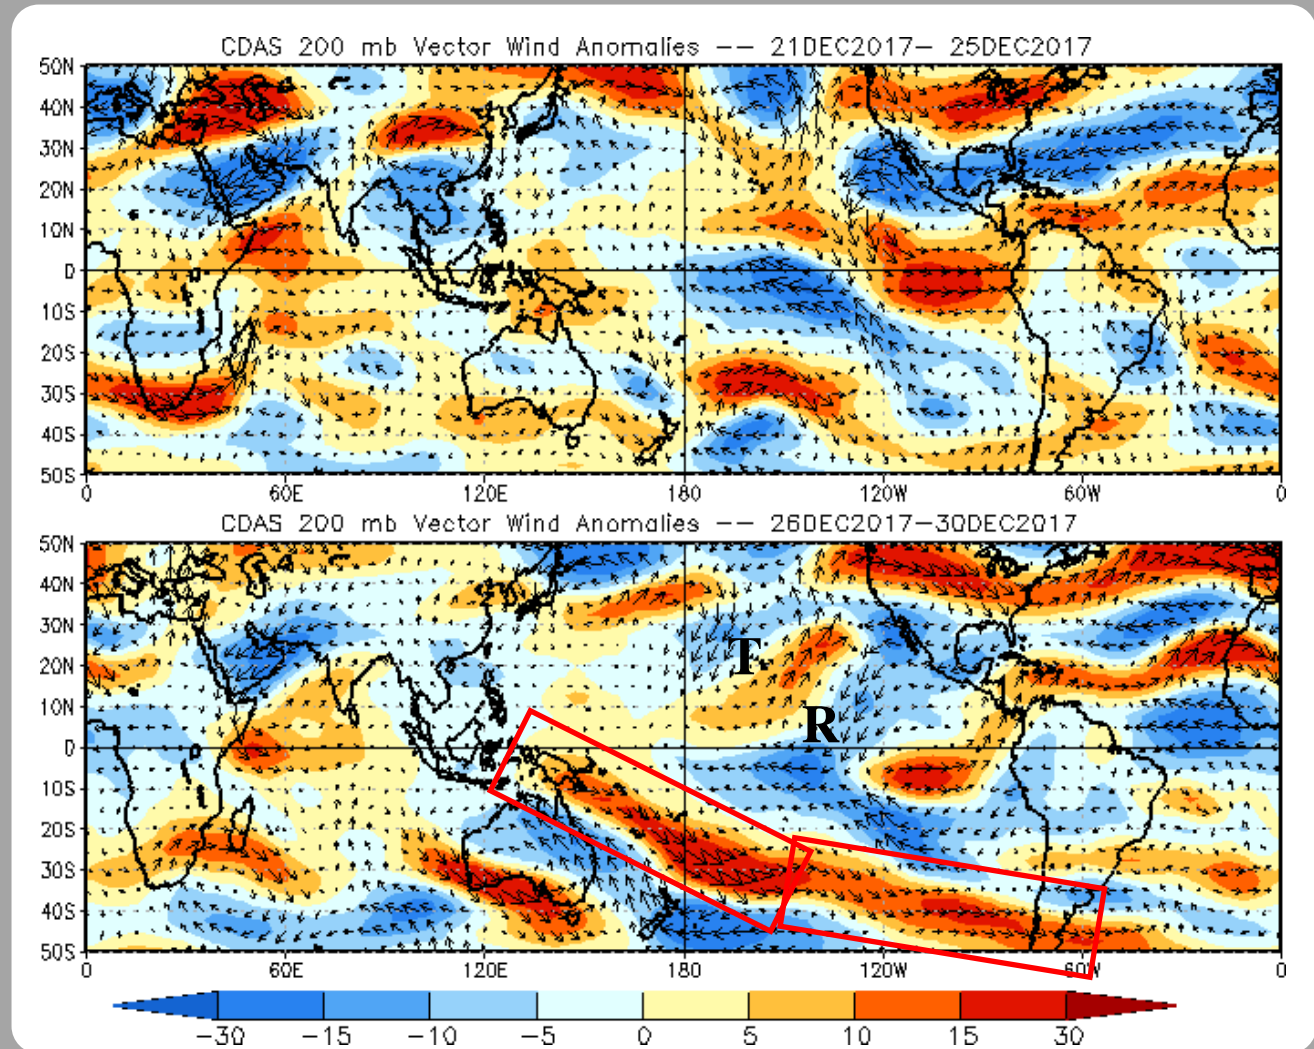 CDAS 200 mb Vector Wind Anomalies -- 21DEC2017- 25DEC2017
50N
40N
30N
20N
10N
0
10S
20S
30S
40S
50S
0 60E 120E 180 120W 60W 0
CDAS 200 mb Vector Wind Anomalies -- 26DEC2017-30DEC2017
50N
40N
30N
20N
10N
0
10S
20S
30S
40S
50S
T
R
0 60E 120E 180 120W 60W 0
-30 -15 -10 -5 0 5 10 15 30